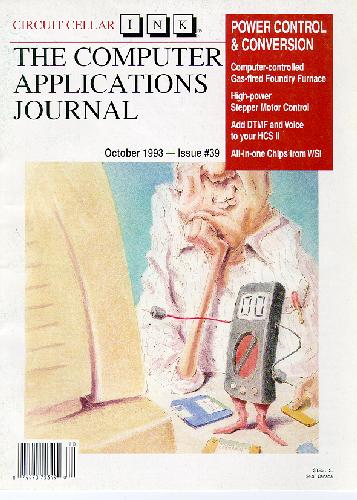 CIRCUIT CELLAR INK
THE COMPUTER
APPLICATIONS
JOURNAL
October 1993 — Issue #39
POWER CONTROL
& CONVERSION
Computer-controlled
Gas-fired Foundry Furnace
High-power
Stepper Motor Control
Add DTMF and Voice
to your HCS II
All-in-one Chips from WSI